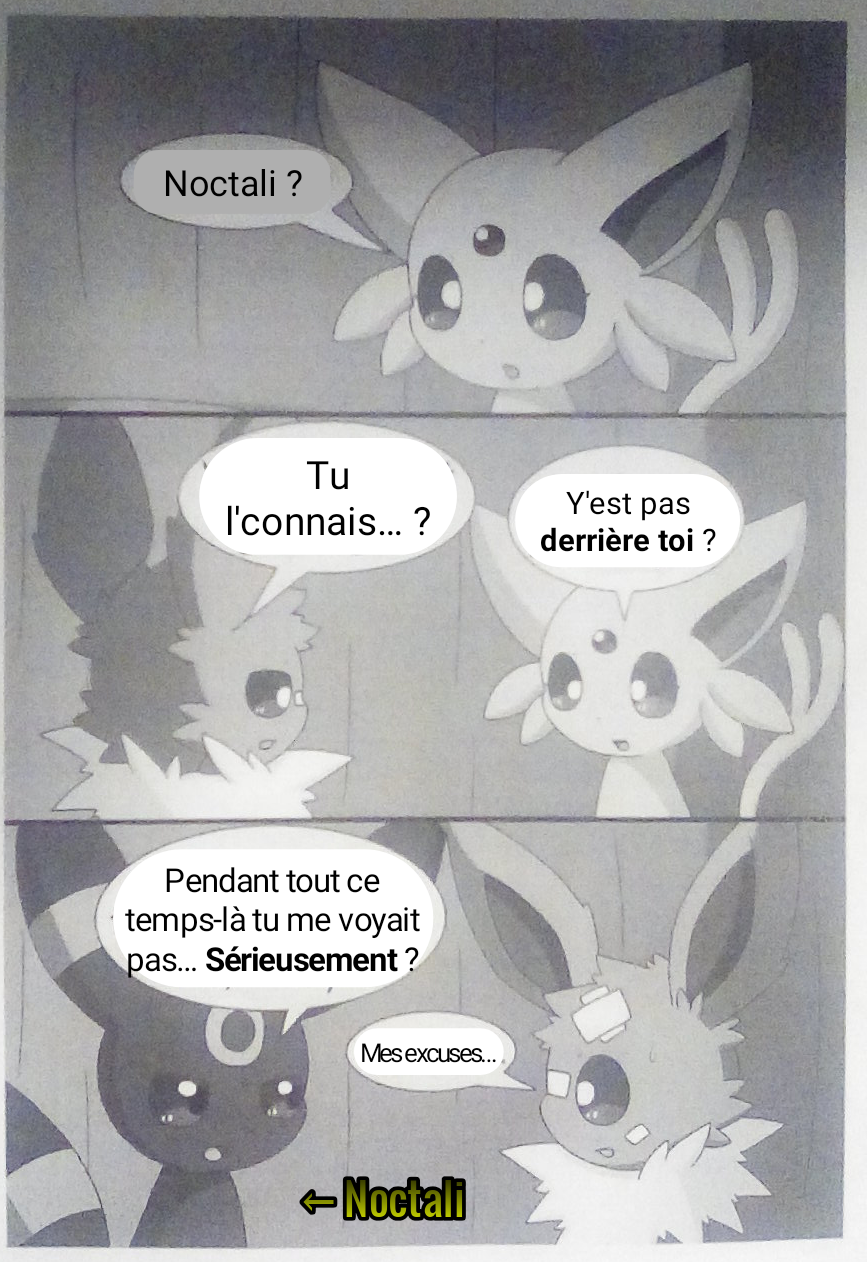 Noctali ?
Tu
l'connais... ?
Y'est pas
derrière toi ?
Pendant tout ce
temps-là tu me voyait
pas... Sérieusement ?
Mes excuses...
← Noctali